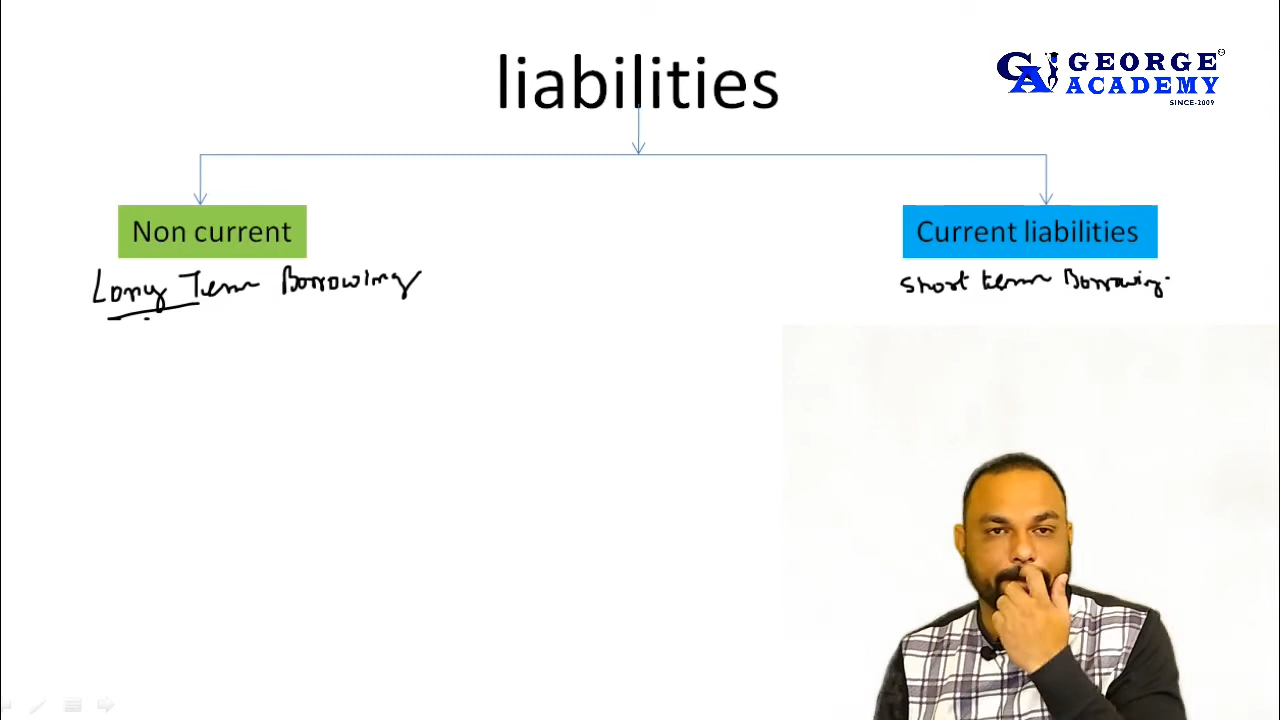 liabilities
GEORGE
ACADEMY
SINCE-2009
Non current
Current liabilities
Long Term Borrowing
Short term Borrowing.